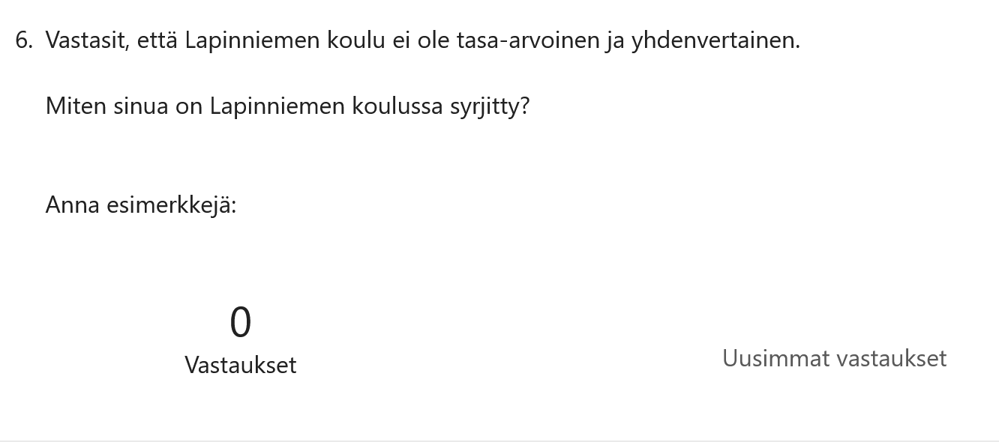 6. Vastasit, että Lapinniemen koulu ei ole tasa-arvoinen ja yhdenvertainen.
Miten sinua on Lapinniemen koulussa syrjitty?
Anna esimerkkejä:
0
Vastaukset
Uusimmat vastaukset